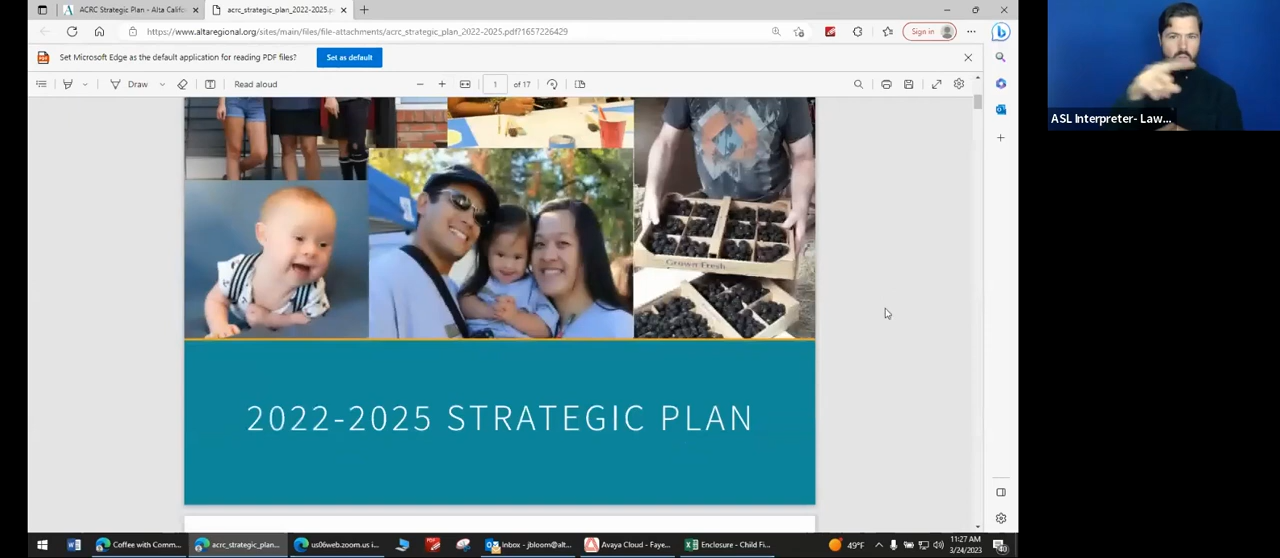 ACRC Strategic Plan - Alta Califor
acrc_strategic_plan_2022-2025.p
https://www.altaregional.org/sites/main/files/file-attachments/acrc_strategic_plan_2022-2025.pdf?1657226429
Sign in
Set Microsoft Edge as the default application for reading PDF files?
Set as default
Draw
Read aloud
1
of 17
ASL Interpreter- Law...
Grown Fresh
2022-2025 STRATEGIC PLAN
Coffee with Comm...
acrc_strategic_plan...
us06web.zoom.us i...
Inbox - jbloom@alt...
Avaya Cloud - Faye...
Enclosure - Child Fi...
49°F
11:27 AM
3/24/2023
40